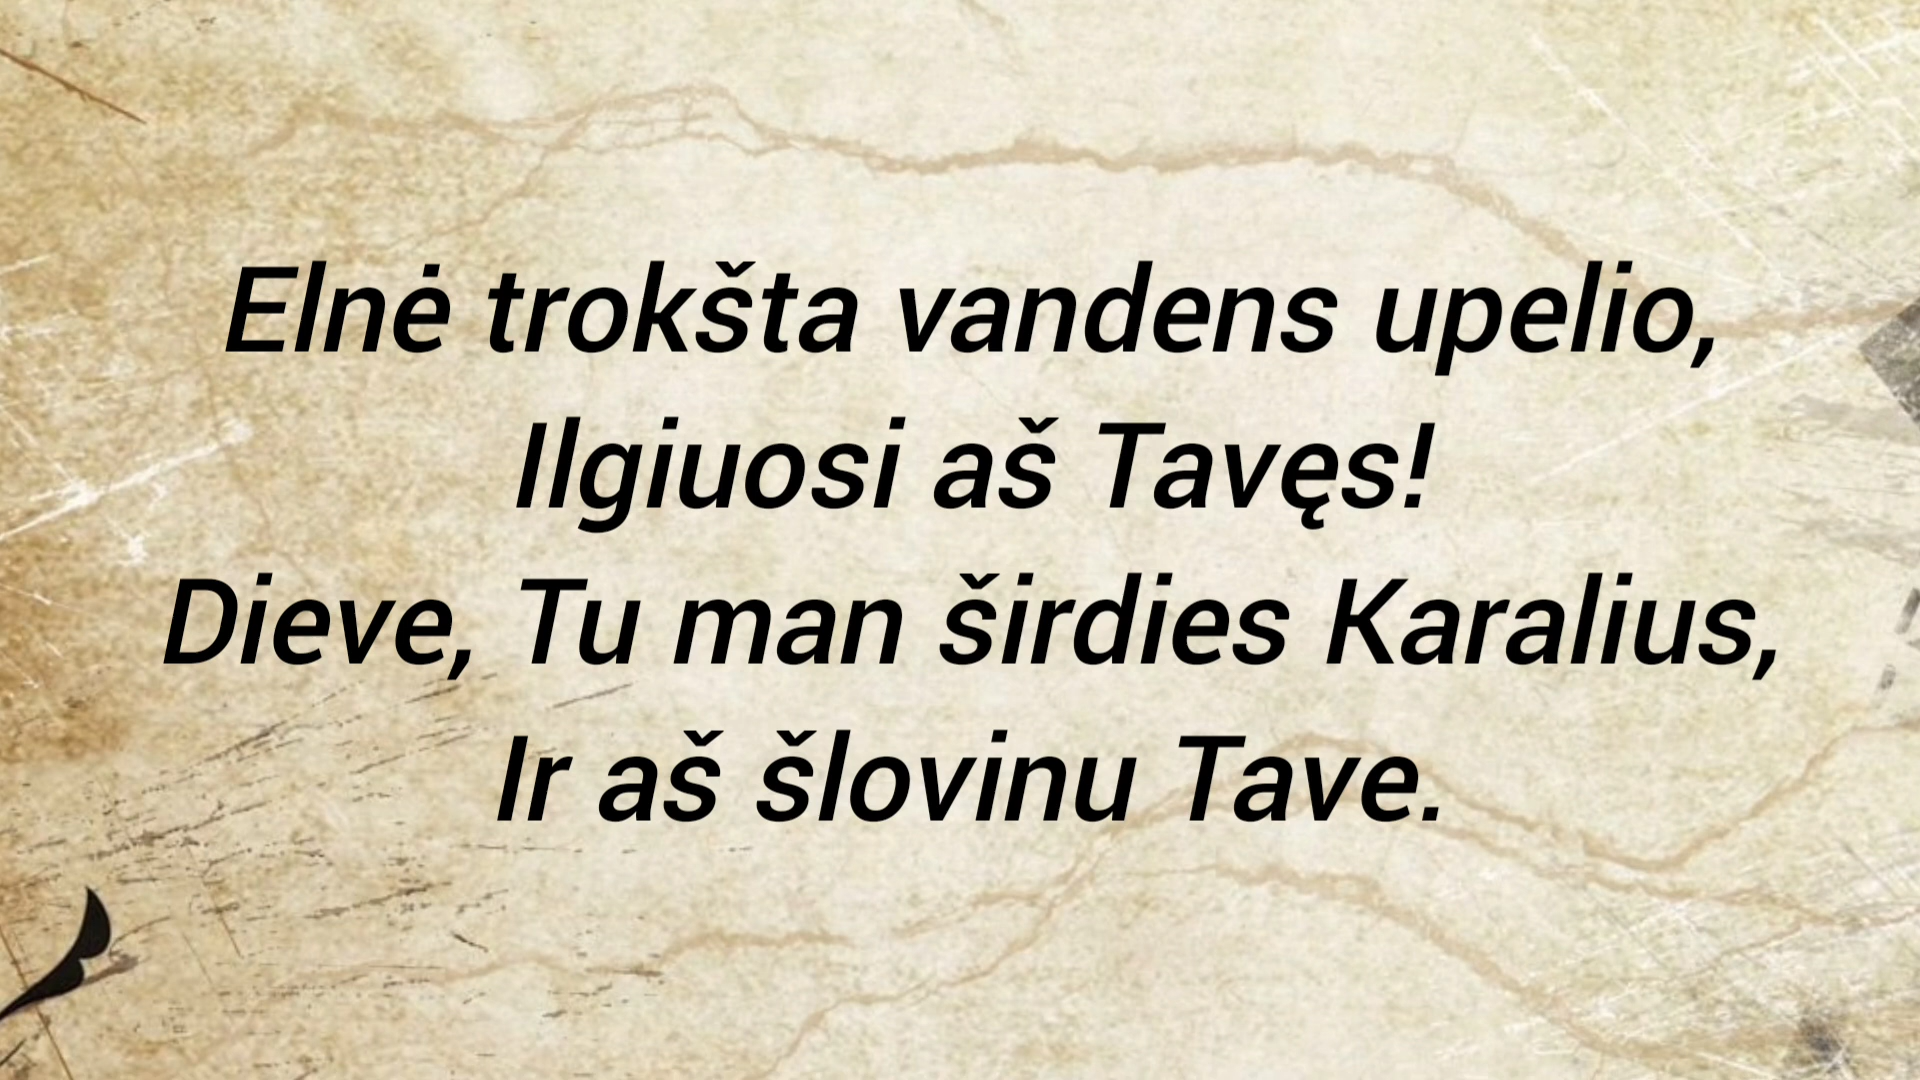 Elnė trokšta vandens upelio,
Ilgiuosi aš Tavęs!
Dieve, Tu man širdies Karalius,
Ir aš šlovinu Tave.